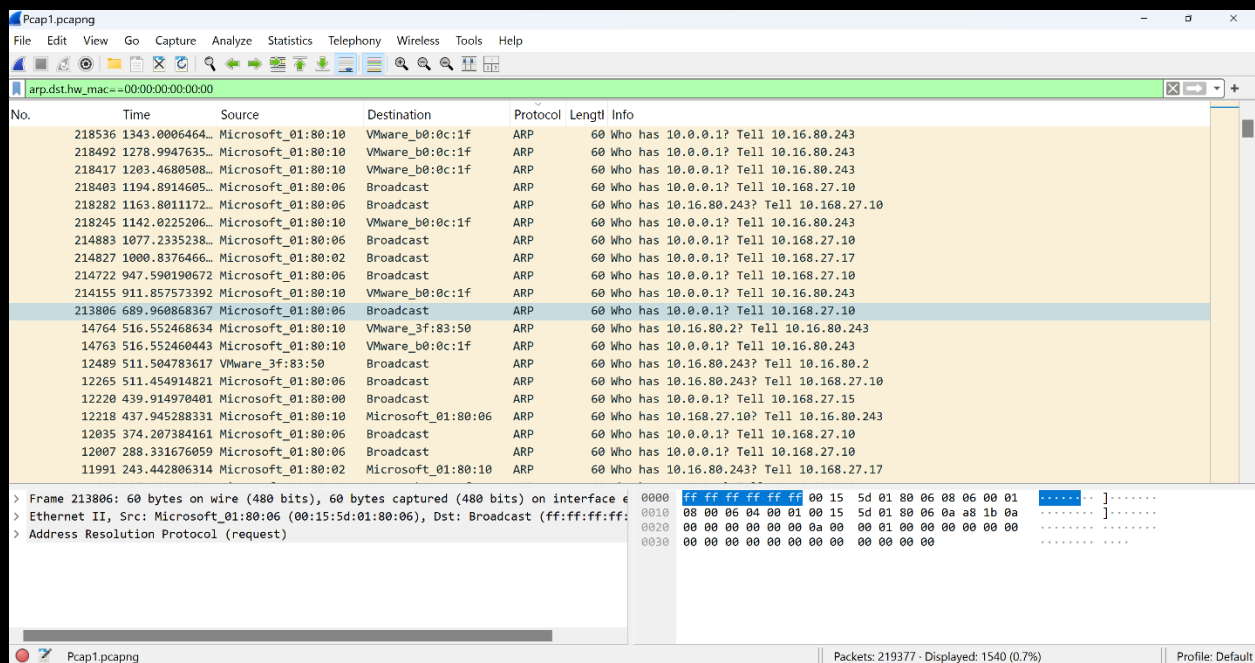 Pcap1.pcapng
File Edit View Go Capture Analyze Statistics Telephony Wireless Tools Help
arp.dst.hw_mac==00:00:00:00:00:00
No. Time Source Destination Protocol Lengtl Info
218536 1343.0006464… Microsoft_01:80:10 VMware_b0:0c:1f ARP 60 Who has 10.0.0.1? Tell 10.16.80.243
218492 1278.9947635… Microsoft_01:80:10 VMware_b0:0c:1f ARP 60 Who has 10.0.0.1? Tell 10.16.80.243
218417 1203.4680508… Microsoft_01:80:10 VMware_b0:0c:1f ARP 60 Who has 10.0.0.1? Tell 10.16.80.243
218403 1194.8914605… Microsoft_01:80:06 Broadcast ARP 60 Who has 10.0.0.1? Tell 10.168.27.10
218282 1163.8011172… Microsoft_01:80:06 Broadcast ARP 60 Who has 10.16.80.243? Tell 10.168.27.10
218245 1142.0225206… Microsoft_01:80:10 VMware_b0:0c:1f ARP 60 Who has 10.0.0.1? Tell 10.16.80.243
214883 1077.2335238… Microsoft_01:80:06 Broadcast ARP 60 Who has 10.0.0.1? Tell 10.168.27.10
214827 1000.8376466… Microsoft_01:80:02 Broadcast ARP 60 Who has 10.0.0.1? Tell 10.168.27.17
214722 947.590190672 Microsoft_01:80:06 Broadcast ARP 60 Who has 10.0.0.1? Tell 10.168.27.10
214155 911.857573392 Microsoft_01:80:10 VMware_b0:0c:1f ARP 60 Who has 10.0.0.1? Tell 10.16.80.243
213806 689.960868367 Microsoft_01:80:06 Broadcast ARP 60 Who has 10.0.0.1? Tell 10.168.27.10
14764 516.552468634 Microsoft_01:80:10 VMware_3f:83:50 ARP 60 Who has 10.16.80.2? Tell 10.16.80.243
14763 516.552460443 Microsoft_01:80:10 VMware_b0:0c:1f ARP 60 Who has 10.0.0.1? Tell 10.16.80.243
12489 511.504783617 VMware_3f:83:50 Broadcast ARP 60 Who has 10.16.80.243? Tell 10.16.80.2
12265 511.454914821 Microsoft_01:80:06 Broadcast ARP 60 Who has 10.16.80.243? Tell 10.168.27.10
12220 439.914970401 Microsoft_01:80:00 Broadcast ARP 60 Who has 10.0.0.1? Tell 10.168.27.15
12218 437.945288331 Microsoft_01:80:10 Microsoft_01:80:06 ARP 60 Who has 10.168.27.10? Tell 10.16.80.243
12035 374.207384161 Microsoft_01:80:06 Broadcast ARP 60 Who has 10.0.0.1? Tell 10.168.27.10
12007 288.331676059 Microsoft_01:80:06 Broadcast ARP 60 Who has 10.0.0.1? Tell 10.168.27.10
11991 243.442806314 Microsoft_01:80:02 Microsoft_01:80:10 ARP 60 Who has 10.16.80.243? Tell 10.168.27.17
> Frame 213806: 60 bytes on wire (480 bits), 60 bytes captured (480 bits) on interface e
> Ethernet II, Src: Microsoft_01:80:06 (00:15:5d:01:80:06), Dst: Broadcast (ff:ff:ff:ff:
> Address Resolution Protocol (request)
0000 ff ff ff ff ff ff 00 15 5d 01 80 06 08 06 00 01 ········ ]·······
0010 08 00 06 04 00 01 00 15 5d 01 80 06 0a a8 1b 0a ········ ]·······
0020 00 00 00 00 00 00 0a 00 00 01 00 00 00 00 00 00 ········ ········
0030 00 00 00 00 00 00 00 00 00 00 00 00 ········ ····
Pcap1.pcapng Packets: 219377 · Displayed: 1540 (0.7%) Profile: Default